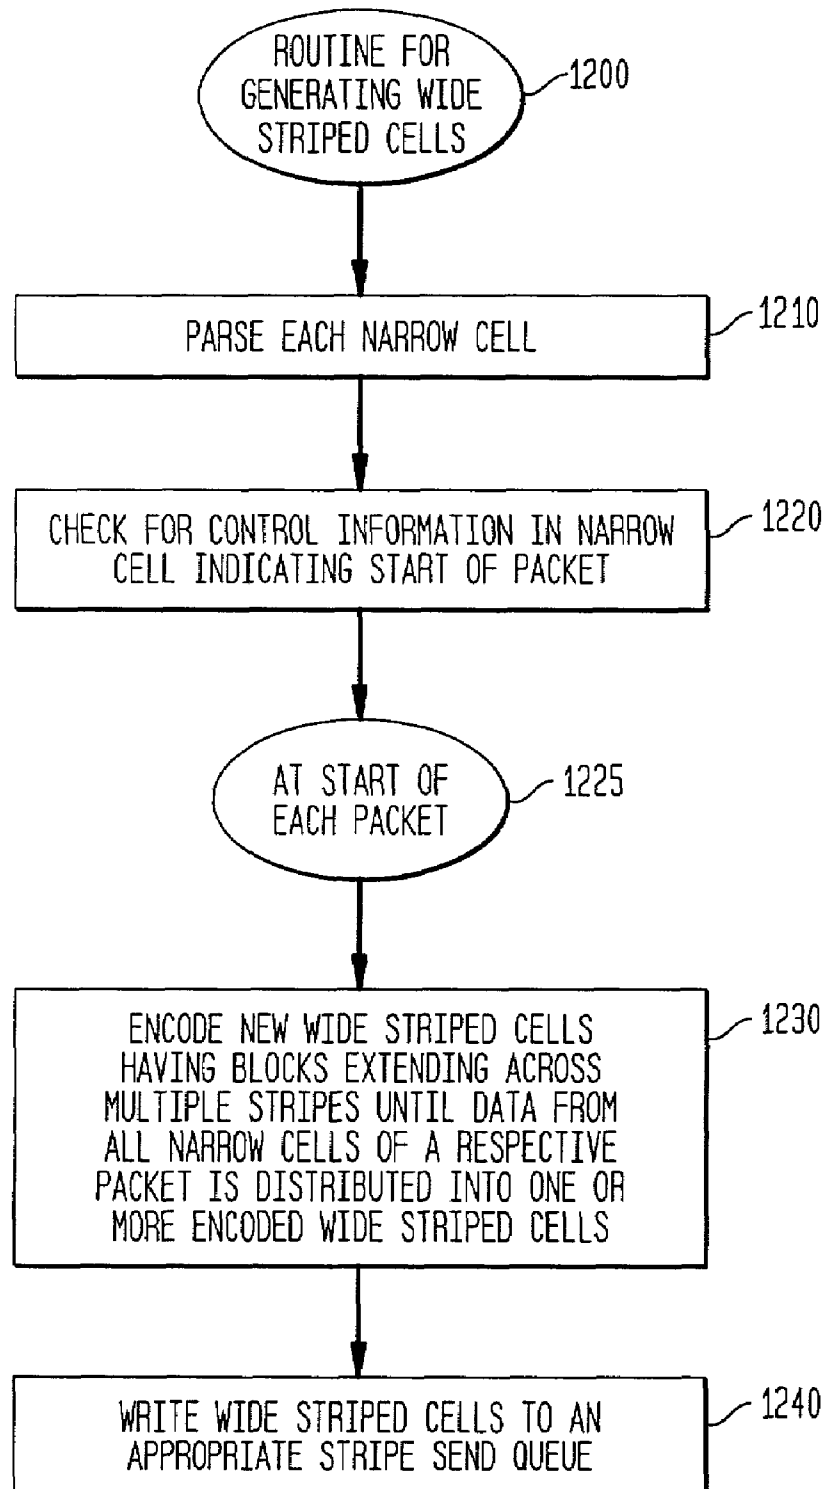 ROUTINE FOR
GENERATING WIDE
STRIPED CELLS
1200
PARSE EACH NARROW CELL
1210
CHECK FOR CONTROL INFORMATION IN NARROW
CELL INDICATING START OF PACKET
1220
AT START OF
EACH PACKET
1225
ENCODE NEW WIDE STRIPED CELLS
HAVING BLOCKS EXTENDING ACROSS
MULTIPLE STRIPES UNTIL DATA FROM
ALL NARROW CELLS OF A RESPECTIVE
PACKET IS DISTRIBUTED INTO ONE OR
MORE ENCODED WIDE STRIPED CELLS
1230
WRITE WIDE STRIPED CELLS TO AN
APPROPRIATE STRIPE SEND QUEUE
1240